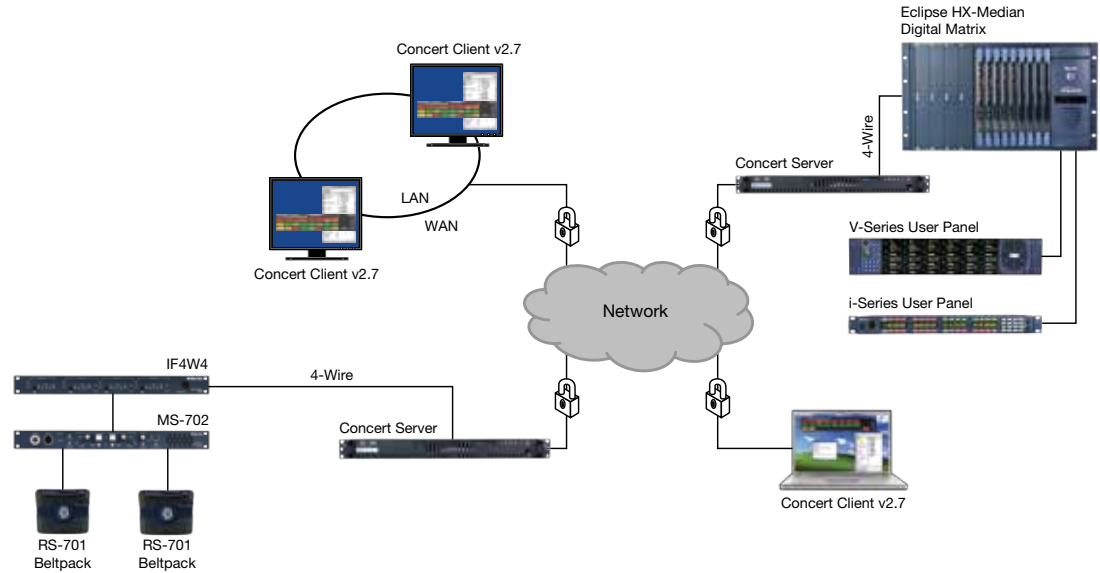 Eclipse HX-Median
Digital Matrix
Concert Client v2.7
4-Wire
Concert Server
LAN
WAN
V-Series User Panel
Concert Client v2.7
i-Series User Panel
Network
IF4W4
4-Wire
MS-702
Concert Server
Concert Client v2.7
RS-701
Beltpack
RS-701
Beltpack